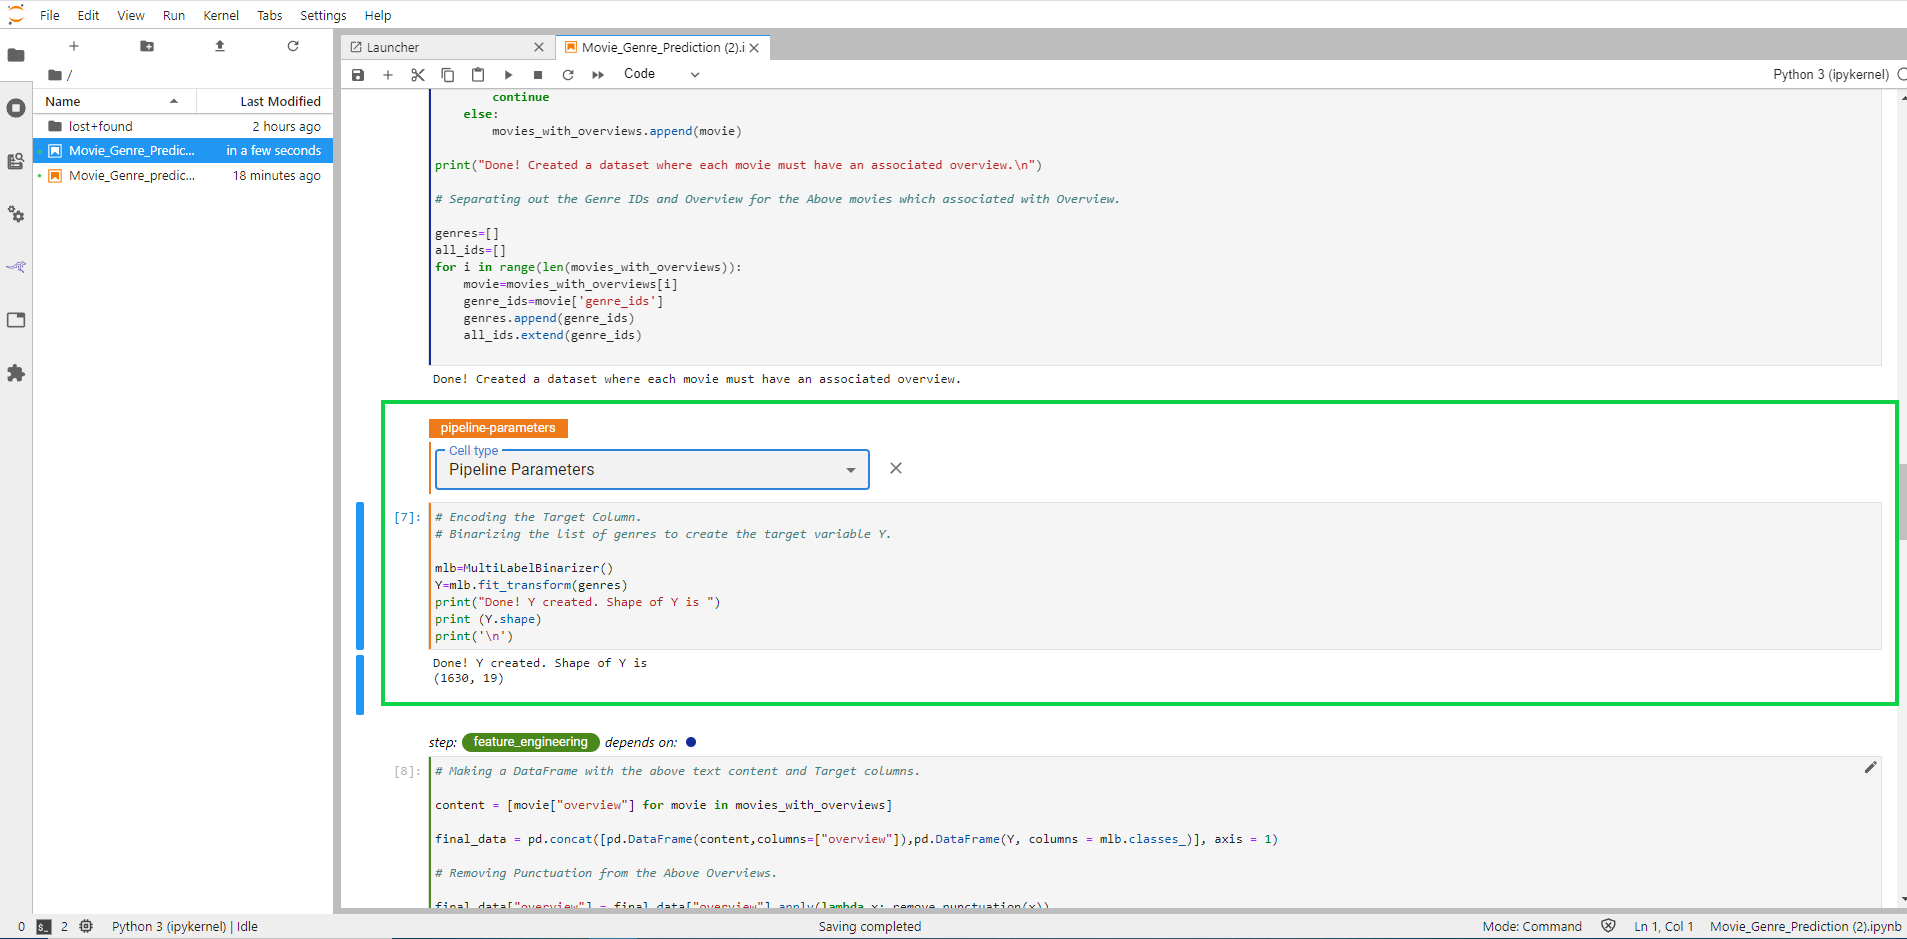 File Edit View Run Kernel Tabs Settings Help
Launcher
Movie_Genre_Prediction (2).i
/
Code
Python 3 (ipykernel)
Name Last Modified
lost+found 2 hours ago
Movie_Genre_Predic... in a few seconds
Movie_Genre_predic... 18 minutes ago
continue
else:
movies_with_overviews.append(movie)
print("Done! Created a dataset where each movie must have an associated overview.\n")
# Separating out the Genre IDs and Overview for the Above movies which associated with Overview.
genres=[]
all_ids=[]
for i in range(len(movies_with_overviews)):
movie=movies_with_overviews[i]
genre_ids=movie['genre_ids']
genres.append(genre_ids)
all_ids.extend(genre_ids)
Done! Created a dataset where each movie must have an associated overview.
pipeline-parameters
Cell type
Pipeline Parameters
[7]:
# Encoding the Target Column.
# Binarizing the list of genres to create the target variable Y.
mlb=MultiLabelBinarizer()
Y=mlb.fit_transform(genres)
print("Done! Y created. Shape of Y is ")
print (Y.shape)
print('\n')
Done! Y created. Shape of Y is
(1630, 19)
step: feature_engineering depends on:
[8]:
# Making a DataFrame with the above text content and Target columns.
content = [movie["overview"] for movie in movies_with_overviews]
final_data = pd.concat([pd.DataFrame(content,columns=["overview"]),pd.DataFrame(Y, columns = mlb.classes_)], axis = 1)
# Removing Punctuation from the Above Overviews.
final_data["overview"] = final_data["overview"].apply(lambda x: remove_punctuation(x))
0 $_ 2 Python 3 (ipykernel) | Idle Saving completed Mode: Command Ln 1, Col 1 Movie_Genre_Prediction (2).ipynb